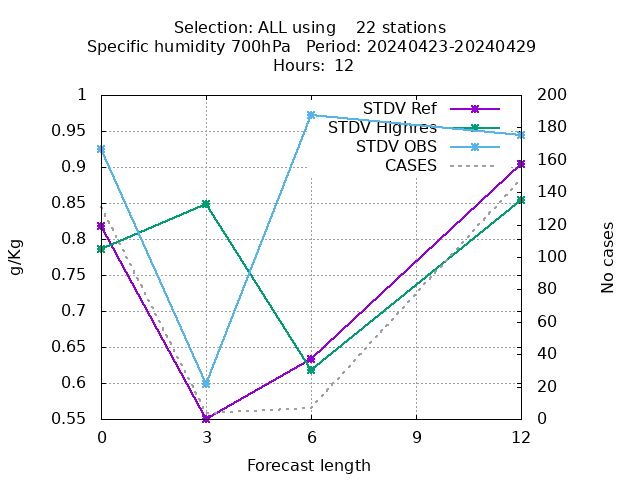 Selection: ALL using    22 stations
Specific humidity 700hPa   Period: 20240423-20240429
Hours:  12
1
0.95
0.9
0.85
0.8
0.75
0.7
0.65
0.6
0.55
g/Kg
STDV Ref
STDV Highres
STDV OBS
CASES
200
180
160
140
120
100
80
60
40
20
0
No cases
0
3
6
9
12
Forecast length